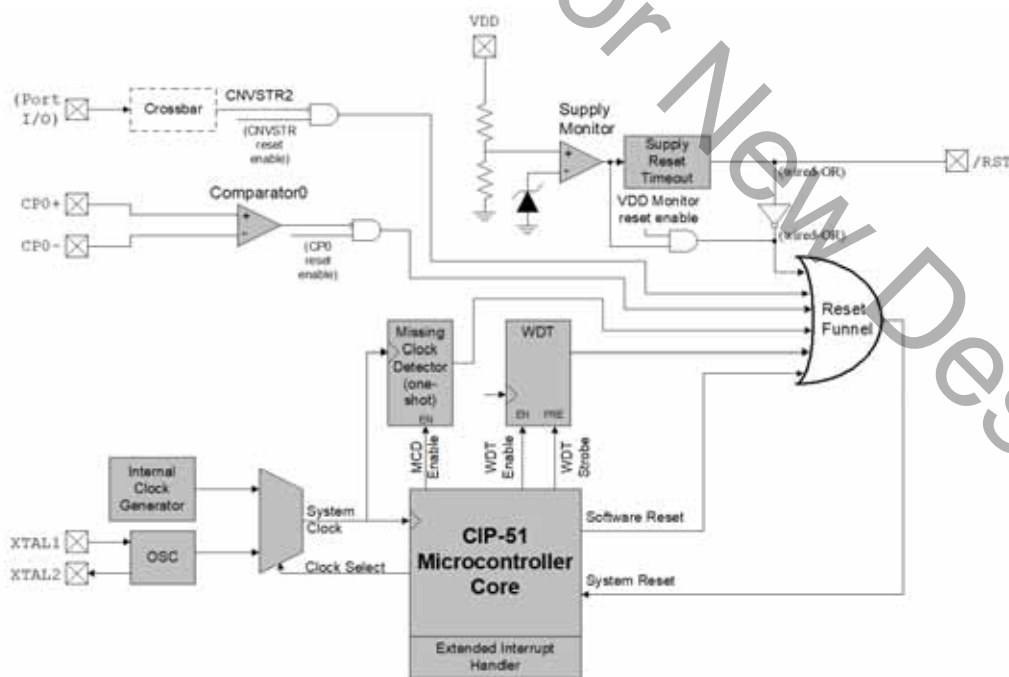 VDD
(Port
I/O)
Crossbar
CNVSTR2
(CNVSTR
reset
enable)
Supply
Monitor
+
-
Supply
Reset
Timeout
(wired-OR)
/RST
VDD Monitor
reset enable
(wired-OR)
CP0+
CP0-
Comparator0
+
-
(CP0
reset
enable)
Reset
Funnel
Missing
Clock
Detector
(one-
shot)
EN
WDT
EN
PRE
MCD
Enable
WDT
Enable
WDT
Strobe
Internal
Clock
Generator
System
Clock
Clock Select
XTAL1
XTAL2
OSC
CIP-51
Microcontroller
Core
Software Reset
System Reset
Extended Interrupt
Handler
or New Des